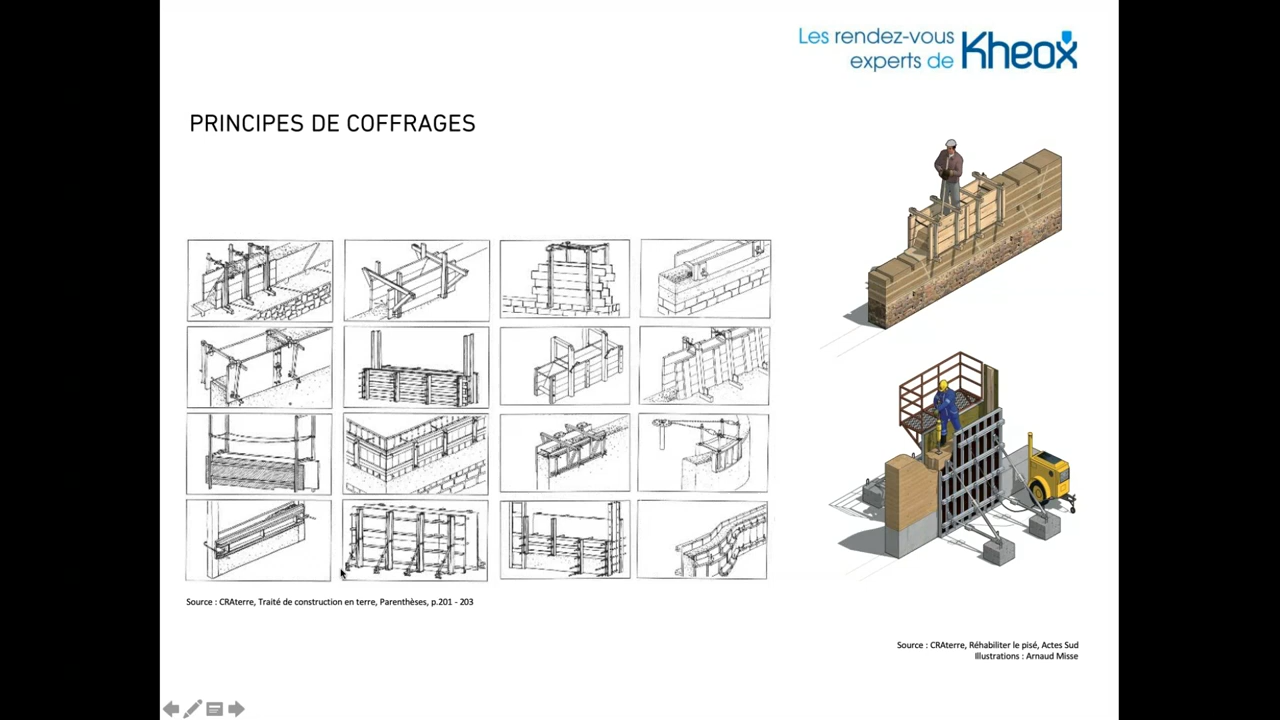 Les rendez-vous
experts de Kheox
PRINCIPES DE COFFRAGES
Source : CRAterre, Traité de construction en terre, Parenthèses, p.201 - 203
Source : CRAterre, Réhabiliter le pisé, Actes Sud
Illustrations : Arnaud Misse